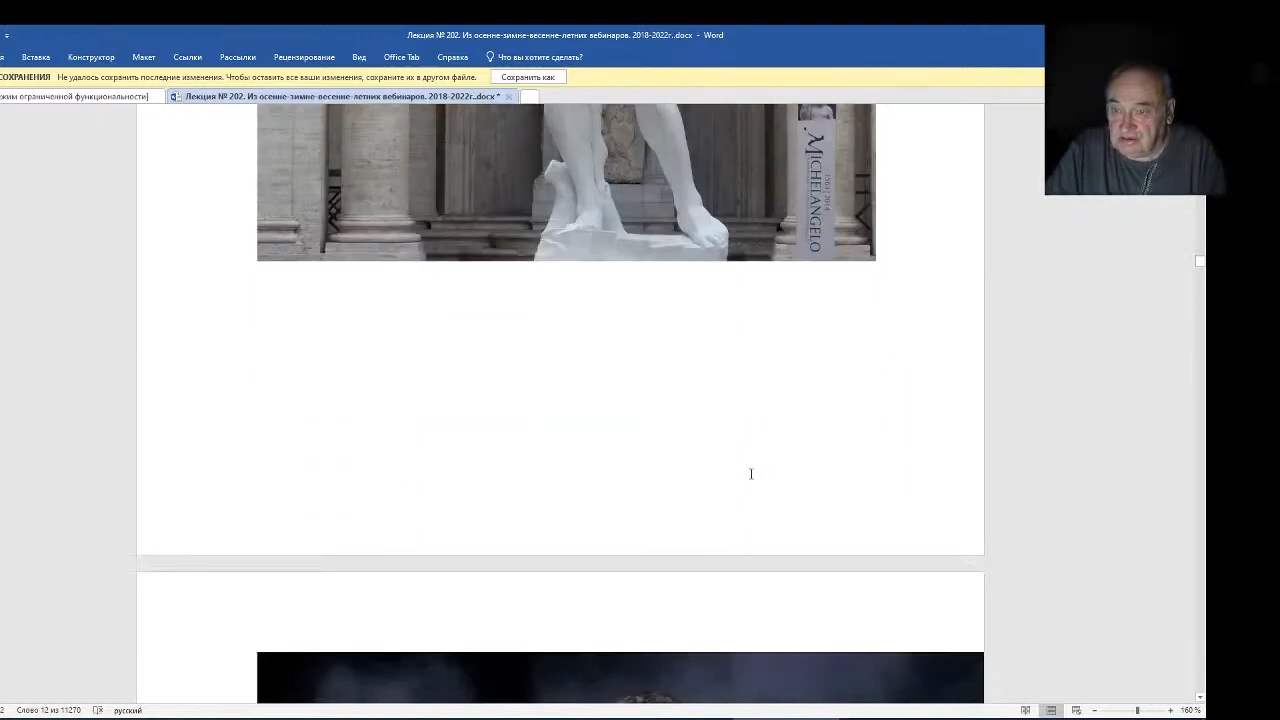 Лекция № 202. Из осенне-зимне-весенне-летних вебинаров. 2018-2022г..docx - Word
Вставка Конструктор Макет Ссылки Рассылки Рецензирование Вид Office Tab Справка Что вы хотите сделать?
СОХРАНЕНИЯ Не удалось сохранить последние изменения. Чтобы оставить все ваши изменения, сохраните их в другом файле. Сохранить как
жим ограниченной функциональности] Лекция № 202. Из осенне-зимне-весенне-летних вебинаров. 2018-2022г..docx *
MICHELANGELO
1564/2014
2 Слово 12 из 11270 русский 160 %